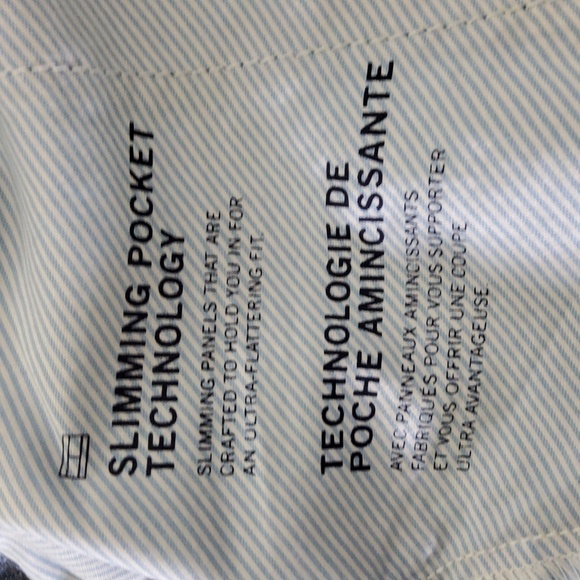 SLIMMING POCKET
TECHNOLOGY
SLIMMING PANELS THAT ARE
CRAFTED TO HOLD YOU IN FOR
AN ULTRA-FLATTERING FIT.
TECHNOLOGIE DE
POCHE AMINCISSANTE
AVEC PANNEAUX AMINCISSANTS
FABRIQUÉS POUR VOUS SUPPORTER
ET VOUS OFFRIR UNE COUPE
ULTRA AVANTAGEUSE.